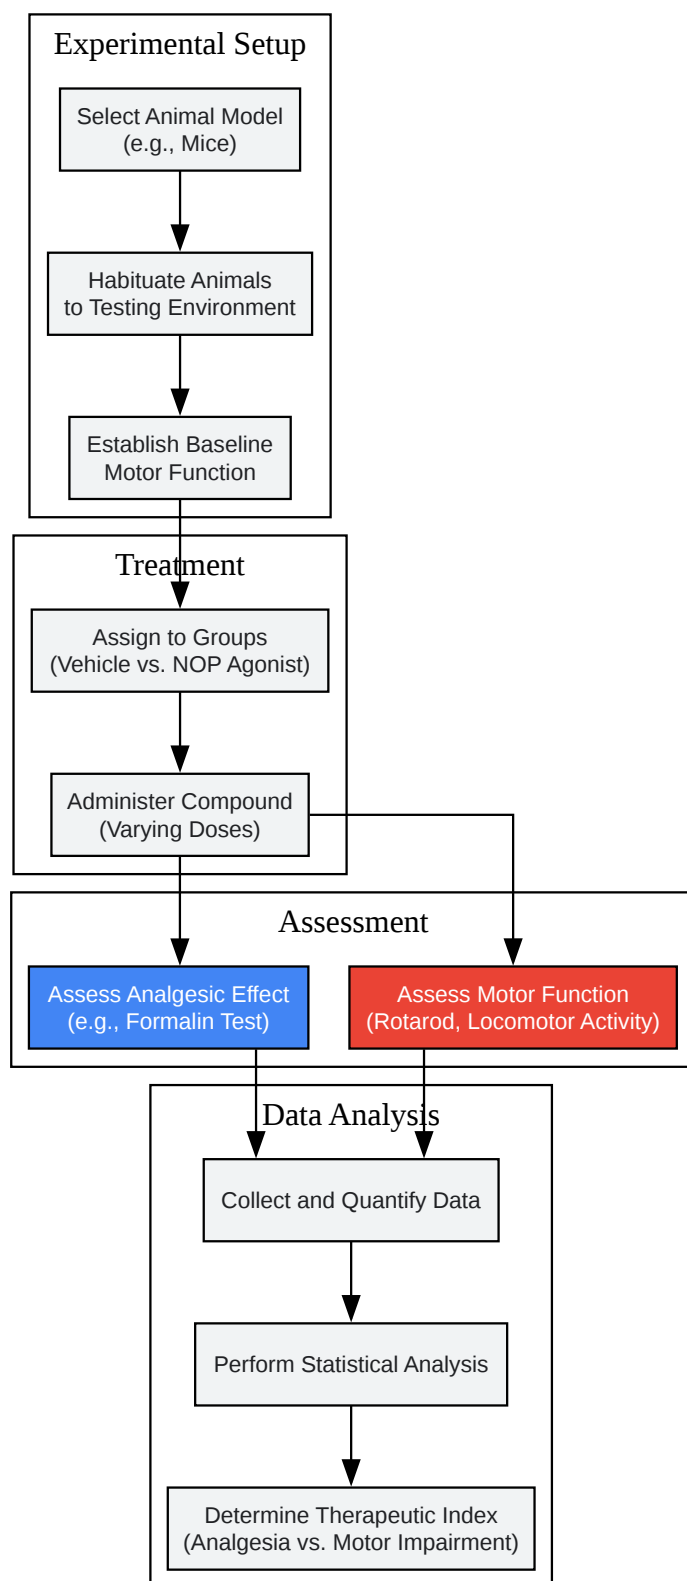 Experimental Setup
Select Animal Model
(e.g., Mice)
Habituate Animals
to Testing Environment
Establish Baseline
Motor Function
Treatment
Assign to Groups
(Vehicle vs. NOP Agonist)
Administer Compound
(Varying Doses)
Assessment
Assess Analgesic Effect
(e.g., Formalin Test)
Assess Motor Function
(Rotarod, Locomotor Activity)
Data Analysis
Collect and Quantify Data
Perform Statistical Analysis
Determine Therapeutic Index
(Analgesia vs. Motor Impairment)